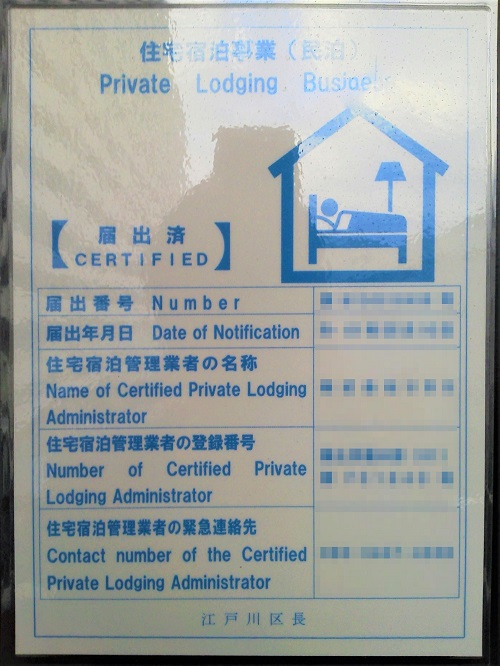 住宅宿泊事業（民泊）
Private Lodging Business
【届出済
CERTIFIED】
届出番号 Number
届出年月日 Date of Notification
住宅宿泊管理業者の名称
Name of Certified Private Lodging
Administrator
住宅宿泊管理業者の登録番号
Number of Certified Private
Lodging Administrator
住宅宿泊管理業者の緊急連絡先
Contact number of the Certified
Private Lodging Administrator
江戸川区長